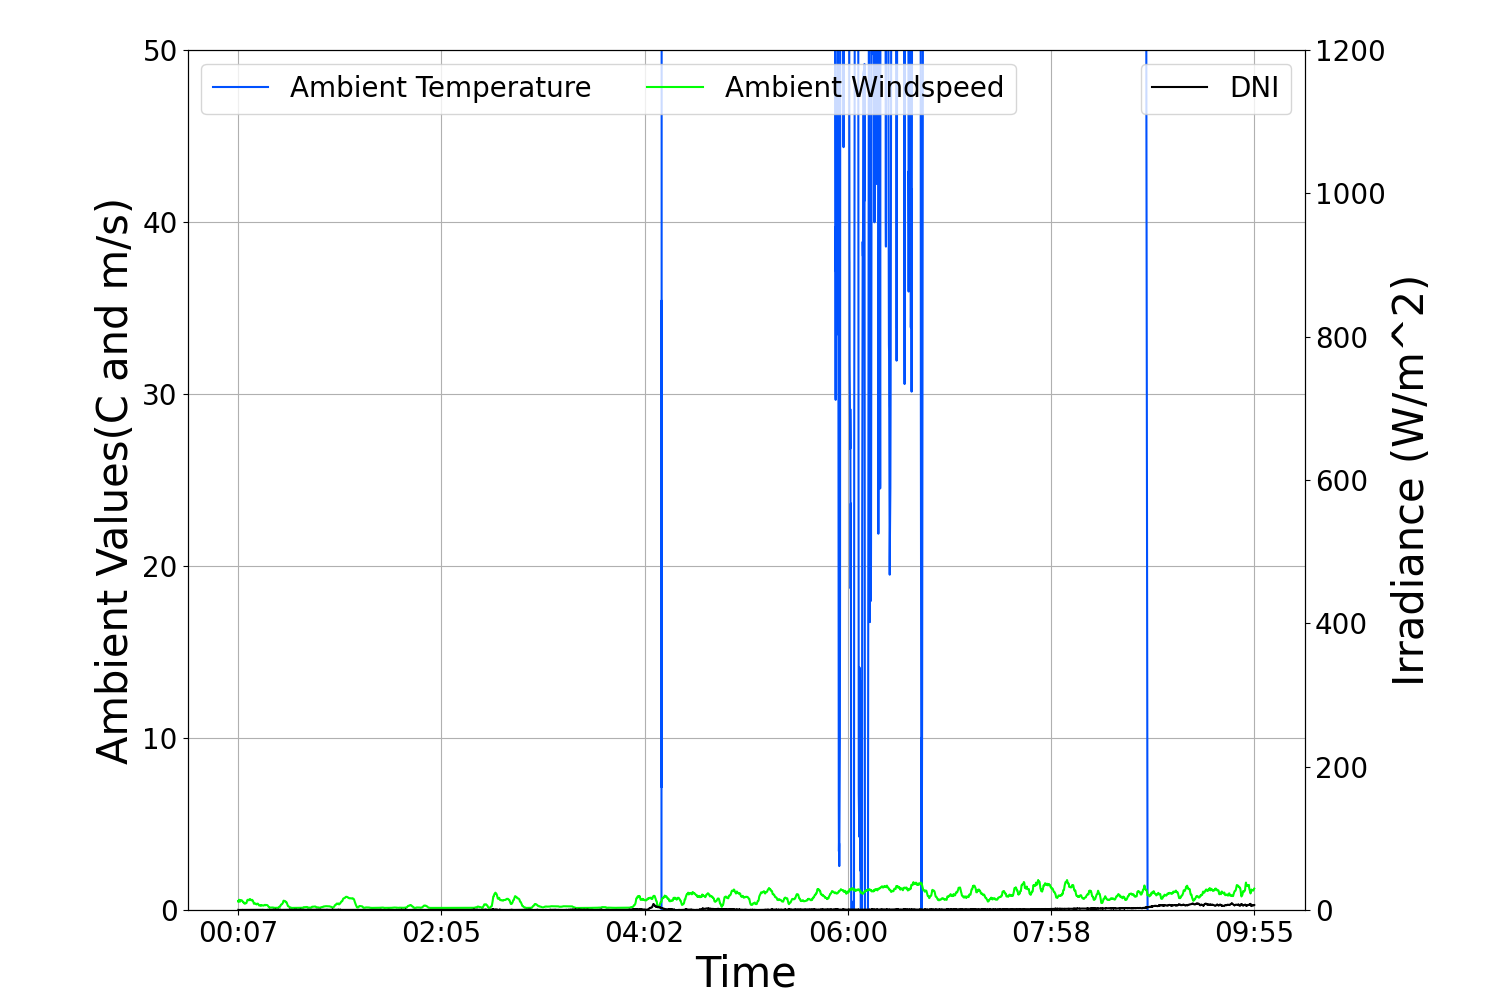 Ambient Temperature Ambient Windspeed DNI
50
40
30
20
10
0
Ambient Values(C and m/s)
1200
1000
800
600
400
200
0
Irradiance (W/m^2)
00:07 02:05 04:02 06:00 07:58 09:55
Time